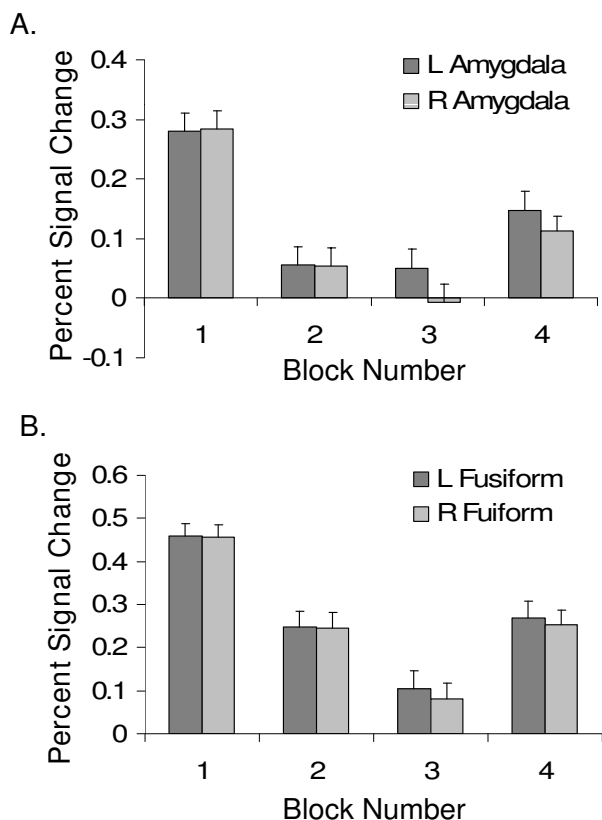 A.
Percent Signal Change
0.4
0.3
0.2
0.1
0
-0.1
L Amygdala
R Amygdala
1 2 3 4
Block Number
B.
Percent Signal Change
0.6
0.5
0.4
0.3
0.2
0.1
0
L Fusiform
R Fuiform
1 2 3 4
Block Number